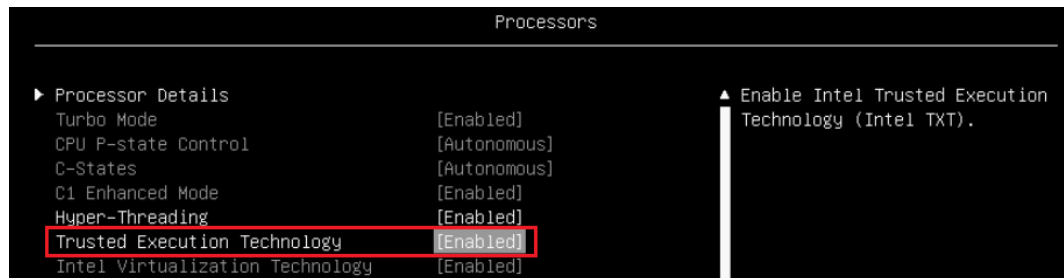 Processors
Processor Details
Turbo Mode [Enabled]
CPU P-state Control [Autonomous]
C-States [Autonomous]
C1 Enhanced Mode [Enabled]
Hyper-Threading [Enabled]
Trusted Execution Technology [Enabled]
Intel Virtualization Technology [Enabled]
Enable Intel Trusted Execution
Technology (Intel TXT).